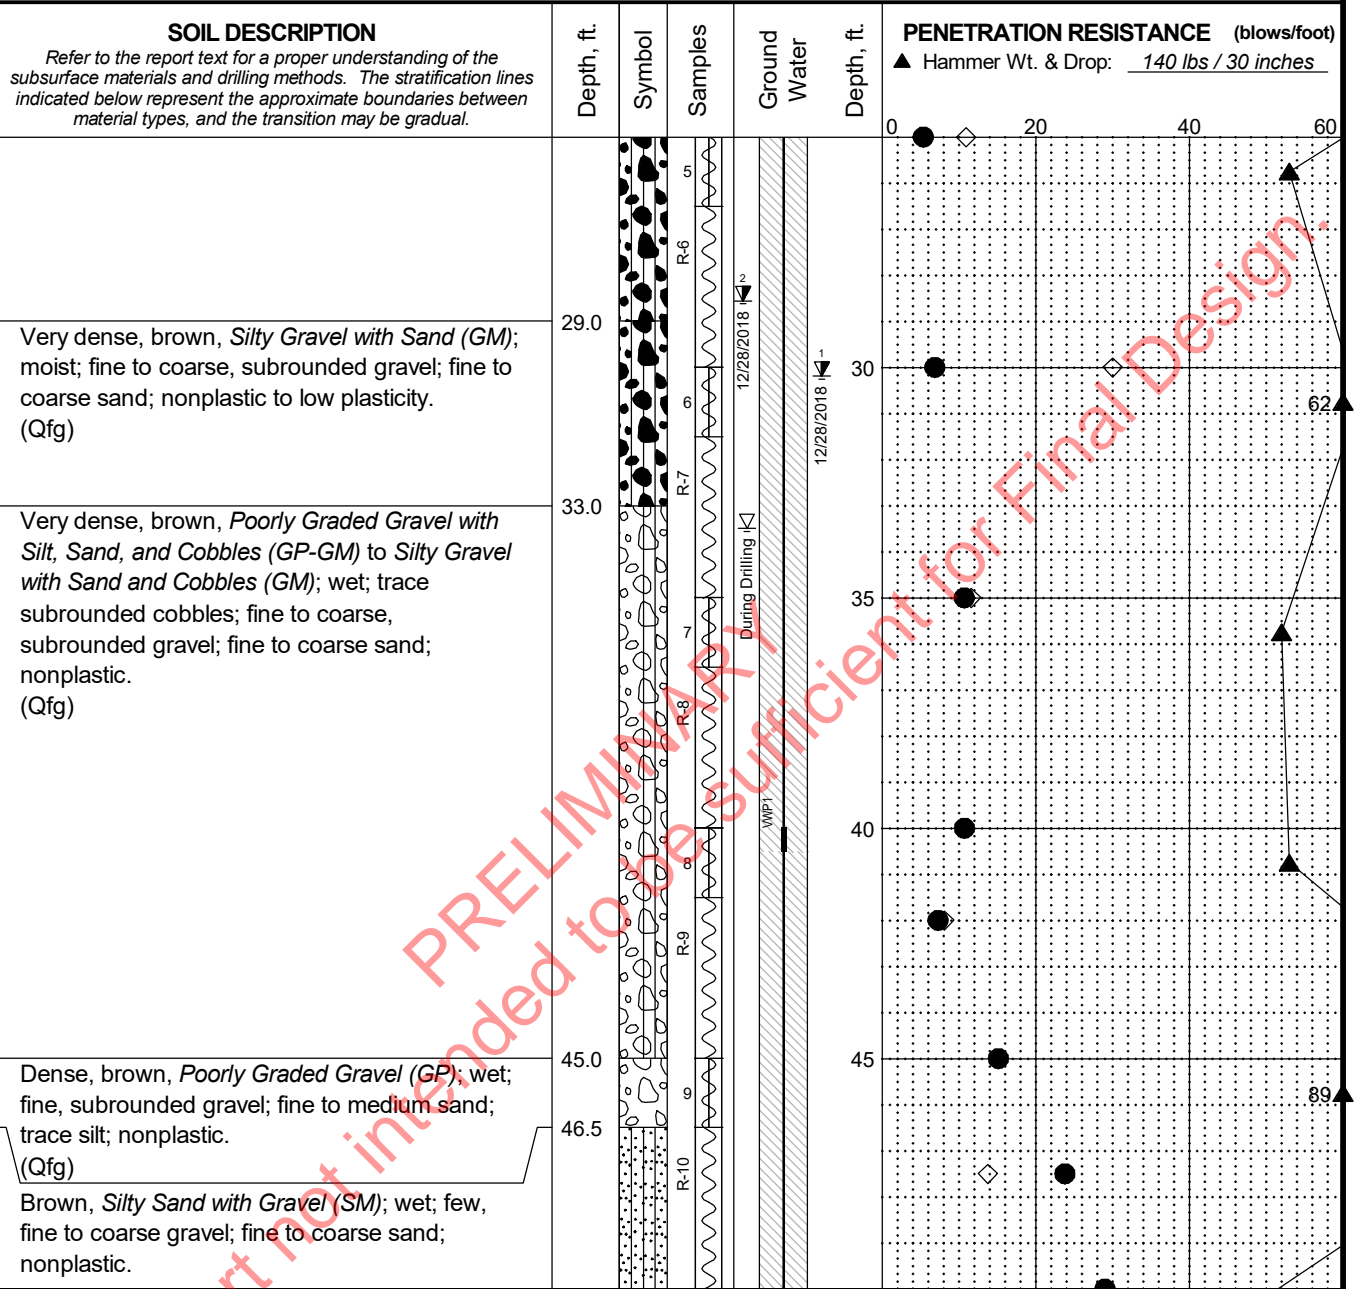 SOIL DESCRIPTION
Refer to the report text for a proper understanding of the
subsurface materials and drilling methods. The stratification lines
indicated below represent the approximate boundaries between
material types, and the transition may be gradual.
Depth, ft.
Symbol
Samples
Ground
Water
Depth, ft.
PENETRATION RESISTANCE (blows/foot)
▲ Hammer Wt. & Drop: 140 lbs / 30 inches
0 20 40 60
5
R-6
2
12/28/2018
29.0
Very dense, brown, Silty Gravel with Sand (GM);
moist; fine to coarse, subrounded gravel; fine to
coarse sand; nonplastic to low plasticity.
(Qfg)
1
12/28/2018
30
6
62
R-7
33.0
Very dense, brown, Poorly Graded Gravel with
Silt, Sand, and Cobbles (GP-GM) to Silty Gravel
with Sand and Cobbles (GM); wet; trace
subrounded cobbles; fine to coarse,
subrounded gravel; fine to coarse sand;
nonplastic.
(Qfg)
During Drilling
35
7
R-8
VWP1
40
8
R-9
45.0
45
Dense, brown, Poorly Graded Gravel (GP); wet;
fine, subrounded gravel; fine to medium sand;
trace silt; nonplastic.
(Qfg)
9
89
46.5
R-10
Brown, Silty Sand with Gravel (SM); wet; few,
fine to coarse gravel; fine to coarse sand;
nonplastic.
PRELIMINARY
not intended to be sufficient for Final Design.